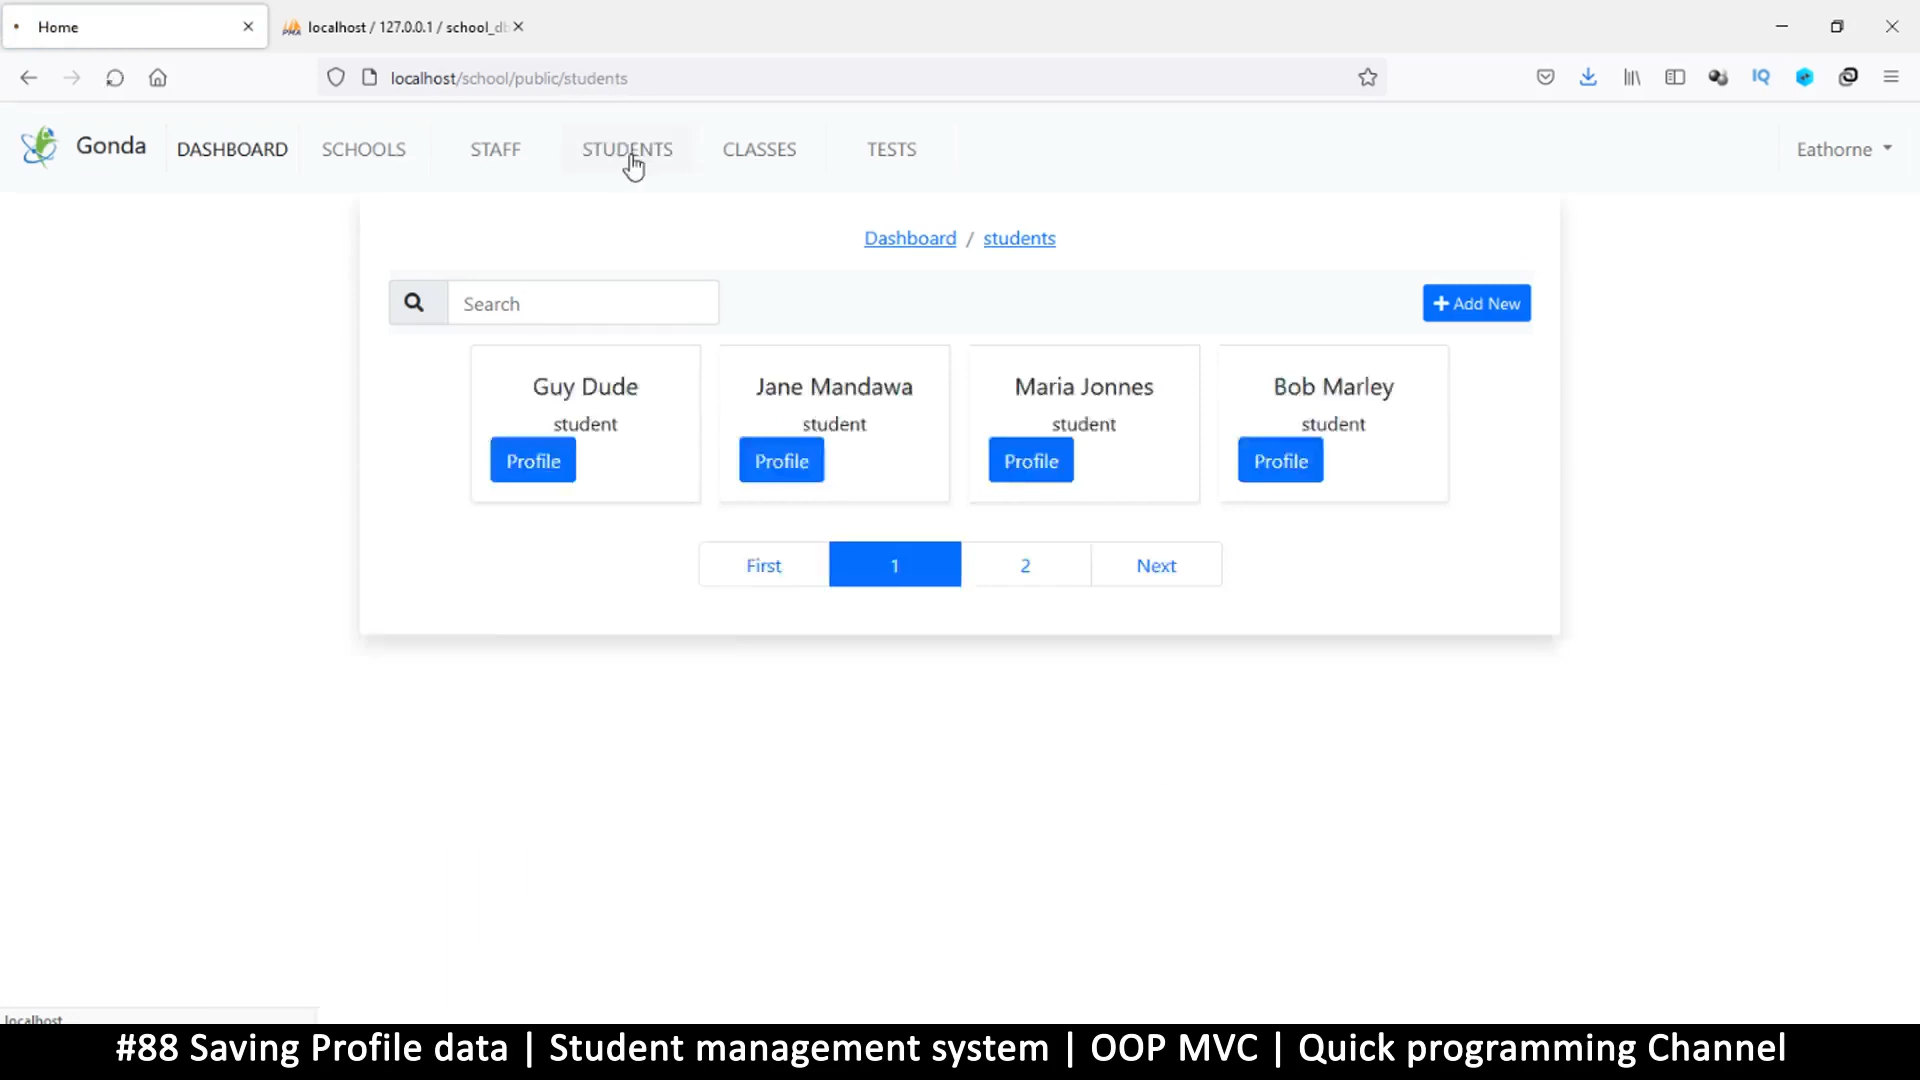 Home
localhost / 127.0.0.1 / school_db
localhost/school/public/students
IQ
Gonda
DASHBOARD
SCHOOLS
STAFF
STUDENTS
CLASSES
TESTS
Eathorne
Dashboard / students
Search
Add New
Guy Dude
student
Profile
Jane Mandawa
student
Profile
Maria Jonnes
student
Profile
Bob Marley
student
Profile
First
1
2
Next
localhost
#88 Saving Profile data | Student management system | OOP MVC | Quick programming Channel